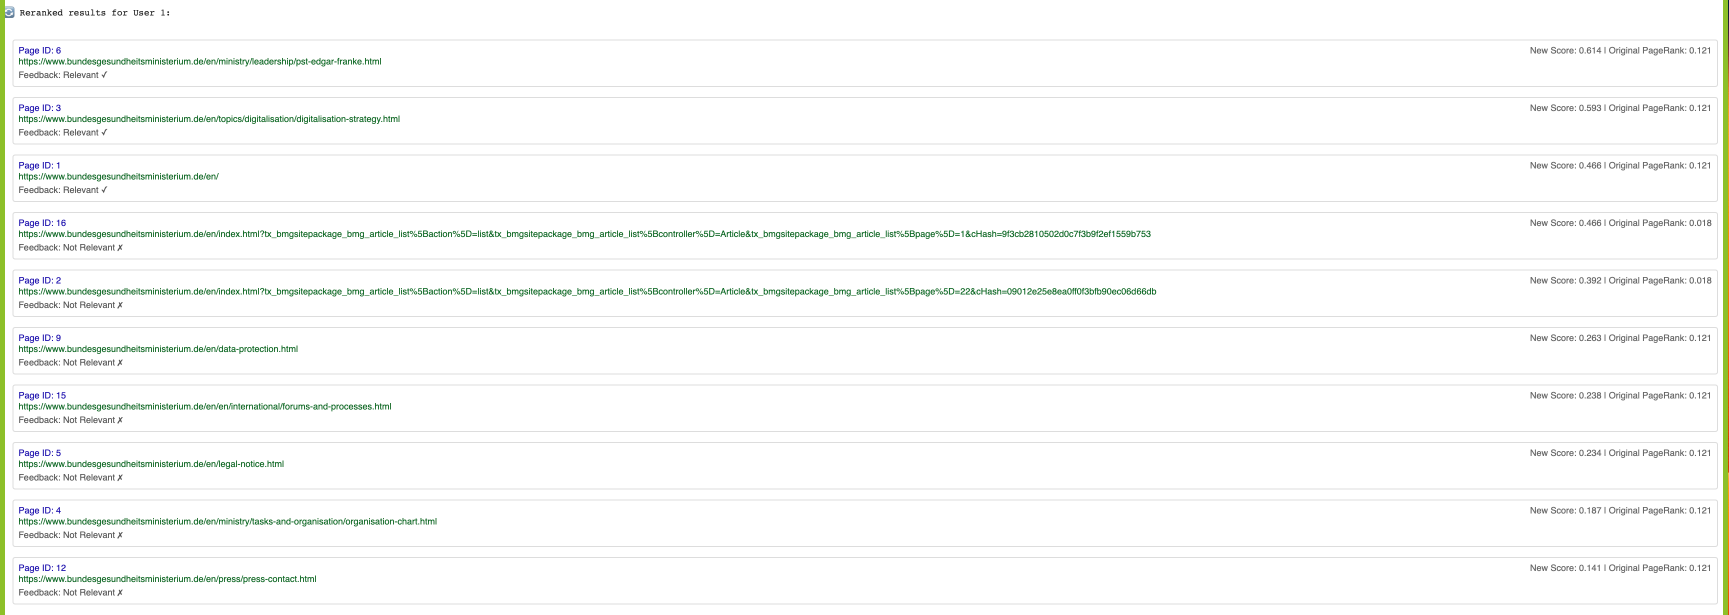 Reranked results for User 1:
Page ID: 6
New Score: 0.614 | Original PageRank: 0.121
https://www.bundesgesundheitsministerium.de/en/ministry/leadership/pst-edgar-franke.html
Feedback: Relevant ✓
Page ID: 3
New Score: 0.593 | Original PageRank: 0.121
https://www.bundesgesundheitsministerium.de/en/topics/digitalisation/digitalisation-strategy.html
Feedback: Relevant ✓
Page ID: 1
New Score: 0.466 | Original PageRank: 0.121
https://www.bundesgesundheitsministerium.de/en/
Feedback: Relevant ✓
Page ID: 16
New Score: 0.466 | Original PageRank: 0.018
https://www.bundesgesundheitsministerium.de/en/index.html?tx_bmgsitepackage_bmg_article_list%5Baction%5D=list&tx_bmgsitepackage_bmg_article_list%5Bcontroller%5D=Article&tx_bmgsitepackage_bmg_article_list%5Bpage%5D=1&cHash=9f3cb2810502d0c7f3b9f2ef1559b753
Feedback: Not Relevant ✗
Page ID: 2
New Score: 0.392 | Original PageRank: 0.018
https://www.bundesgesundheitsministerium.de/en/index.html?tx_bmgsitepackage_bmg_article_list%5Baction%5D=list&tx_bmgsitepackage_bmg_article_list%5Bcontroller%5D=Article&tx_bmgsitepackage_bmg_article_list%5Bpage%5D=22&cHash=09012e25e8ea0ff0f3bfb90ec06d66db
Feedback: Not Relevant ✗
Page ID: 9
New Score: 0.263 | Original PageRank: 0.121
https://www.bundesgesundheitsministerium.de/en/data-protection.html
Feedback: Not Relevant ✗
Page ID: 15
New Score: 0.238 | Original PageRank: 0.121
https://www.bundesgesundheitsministerium.de/en/en/international/forums-and-processes.html
Feedback: Not Relevant ✗
Page ID: 5
New Score: 0.234 | Original PageRank: 0.121
https://www.bundesgesundheitsministerium.de/en/legal-notice.html
Feedback: Not Relevant ✗
Page ID: 4
New Score: 0.187 | Original PageRank: 0.121
https://www.bundesgesundheitsministerium.de/en/ministry/tasks-and-organisation/organisation-chart.html
Feedback: Not Relevant ✗
Page ID: 12
New Score: 0.141 | Original PageRank: 0.121
https://www.bundesgesundheitsministerium.de/en/press/press-contact.html
Feedback: Not Relevant ✗